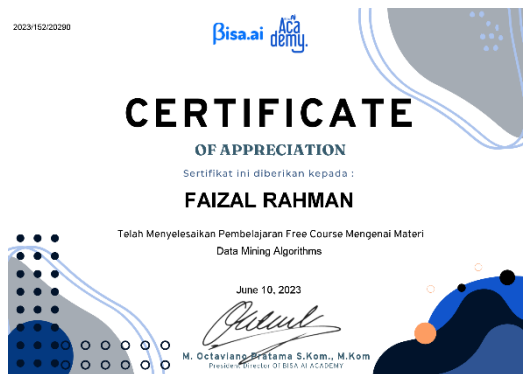 2023/152/20290
Bisa.ai Academy.
CERTIFICATE
OF APPRECIATION
Sertifikat ini diberikan kepada :
FAIZAL RAHMAN
Telah Menyelesaikan Pembelajaran Free Course Mengenai Materi
Data Mining Algorithms
June 10, 2023
M. Octaviano Pratama S.Kom., M.Kom
President Director Of BISA AI ACADEMY